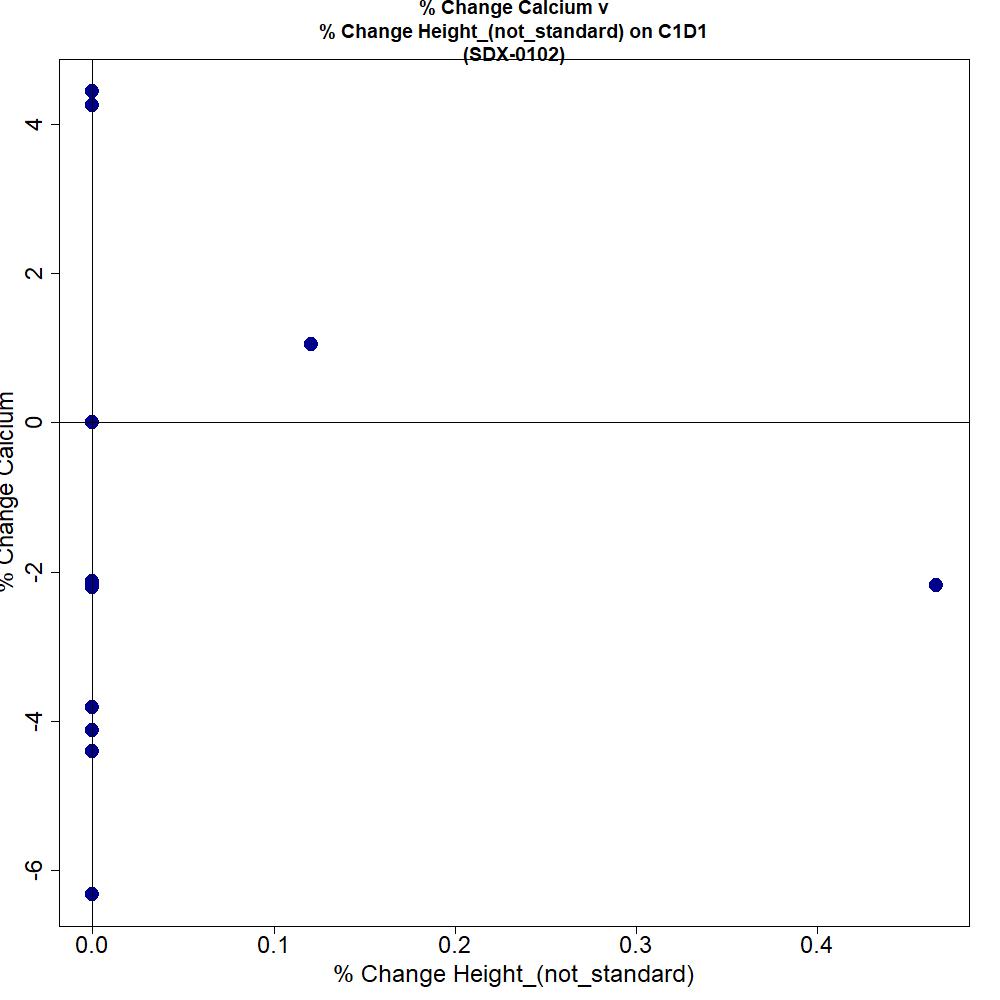 % Change Calcium v
% Change Height_(not_standard) on C1D1
(SDX-0102)
4
2
0
-2
-4
-6
% Change Calcium
0.0 0.1 0.2 0.3 0.4
% Change Height_(not_standard)